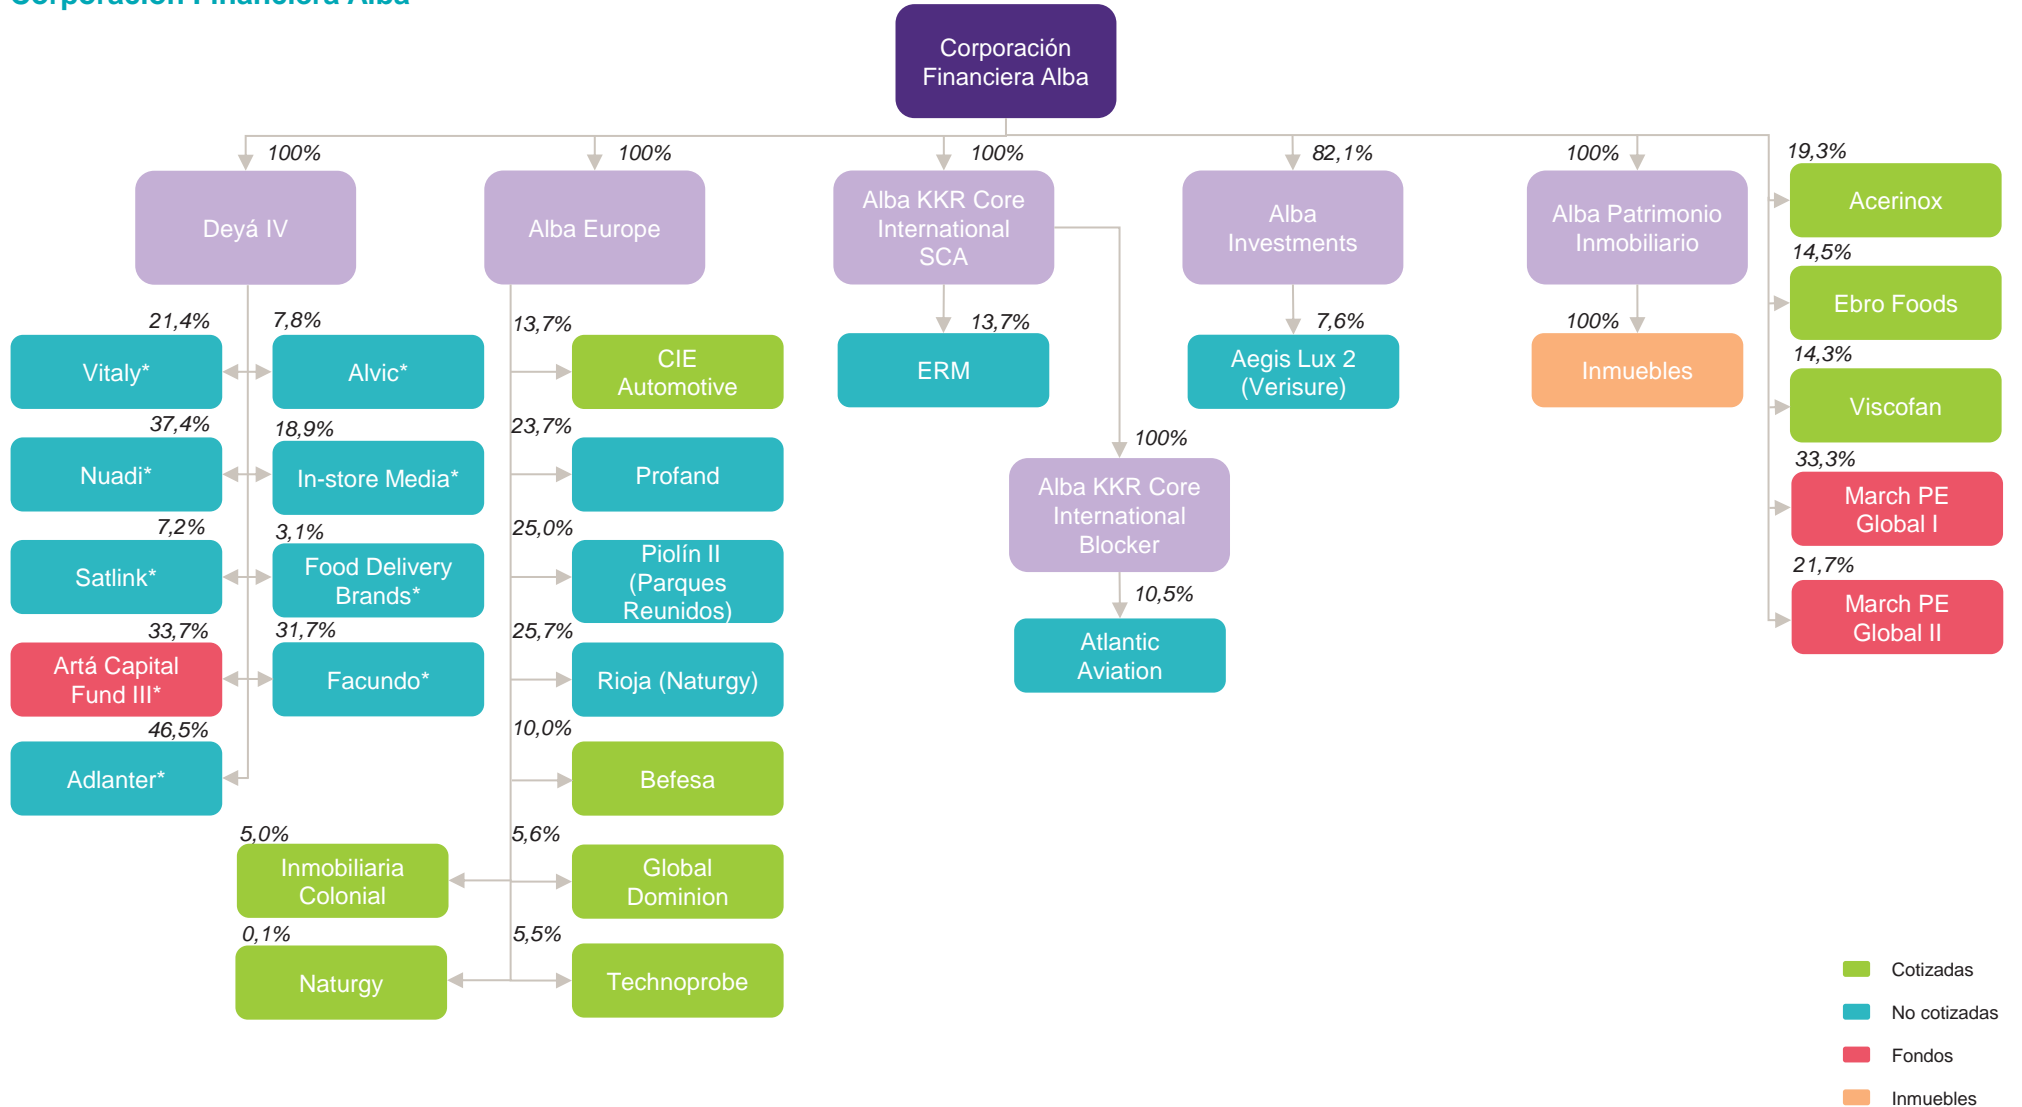 Corporación Financiera Alba
Corporación
Financiera Alba
100%
100%
100%
82,1%
100%
19,3%
Deyá IV
Alba Europe
Alba KKR Core
International
SCA
Alba
Investments
Alba Patrimonio
Inmobiliario
Acerinox
14,5%
Ebro Foods
14,3%
Viscofan
33,3%
March PE
Global I
21,7%
March PE
Global II
21,4%
Vitaly*
7,8%
Alvic*
37,4%
Nuadi*
18,9%
In-store Media*
7,2%
Satlink*
3,1%
Food Delivery
Brands*
33,7%
Artá Capital
Fund III*
31,7%
Facundo*
46,5%
Adlanter*
13,7%
CIE
Automotive
23,7%
Profand
25,0%
Piolín II
(Parques
Reunidos)
25,7%
Rioja (Naturgy)
10,0%
Befesa
5,0%
Inmobiliaria
Colonial
5,6%
Global
Dominion
0,1%
Naturgy
5,5%
Technoprobe
13,7%
ERM
100%
Alba KKR Core
International
Blocker
10,5%
Atlantic
Aviation
7,6%
Aegis Lux 2
(Verisure)
100%
Inmuebles
Cotizadas
No cotizadas
Fondos
Inmuebles